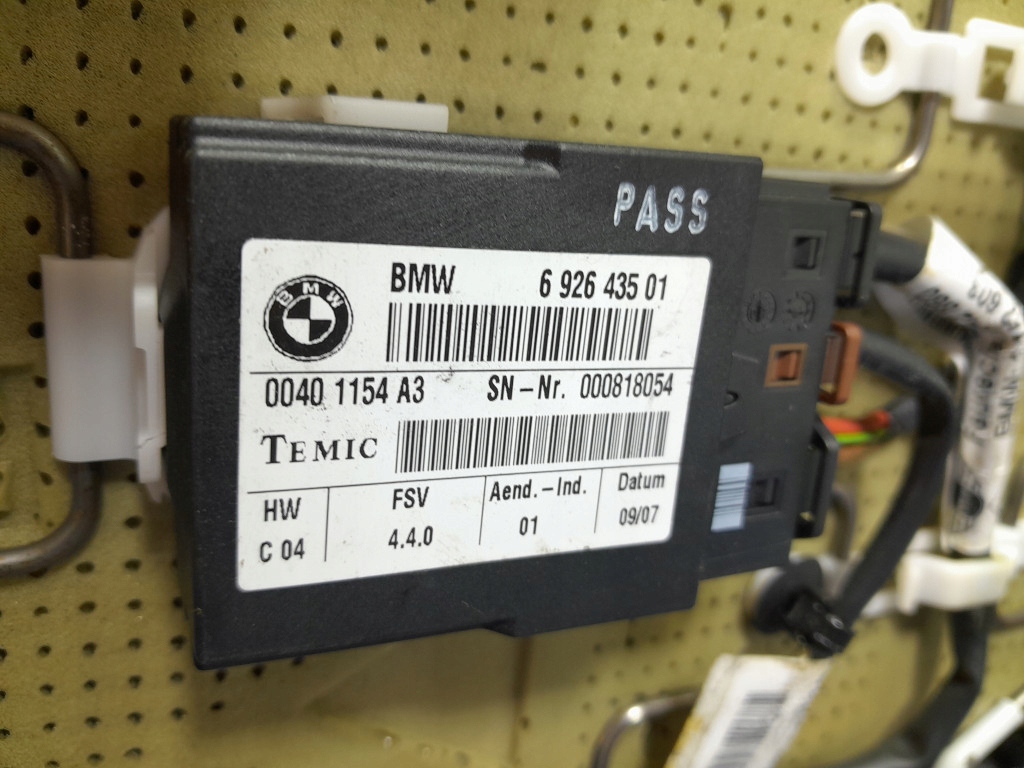 PASS
BMW
BMW 6 926 435 01
0040 1154 A3 SN-Nr. 000818054
TEMIC
HW FSV Aend.-Ind. Datum
C 04 4.4.0 01 09/07